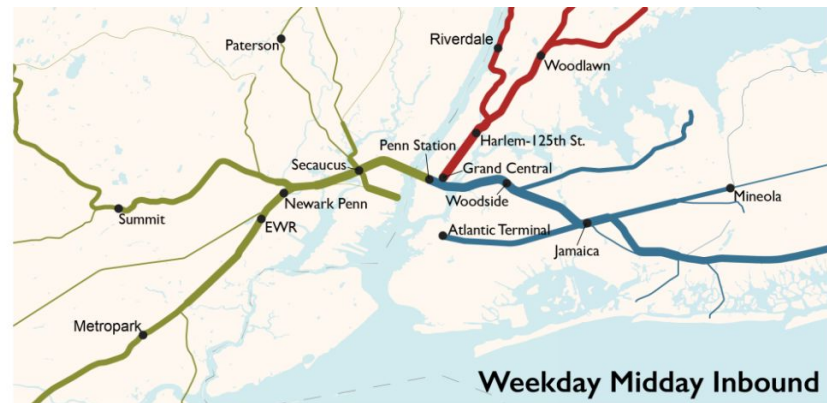 Paterson
Riverdale
Woodlawn
Harlem-125th St.
Penn Station
Secaucus
Grand Central
Woodside
Mineola
Newark Penn
Summit
EWR
Atlantic Terminal
Jamaica
Metropark
Weekday Midday Inbound